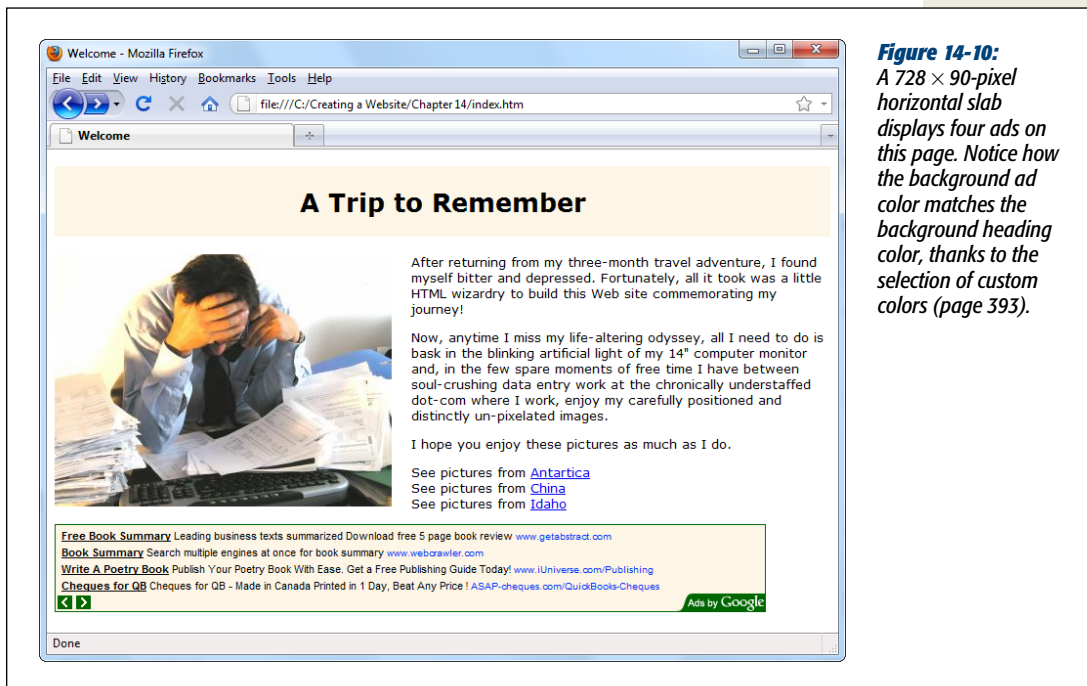 Welcome - Mozilla Firefox
File Edit View History Bookmarks Tools Help
file:///C:/Creating a Website/Chapter 14/index.htm
Welcome
A Trip to Remember
After returning from my three-month travel adventure, I found
myself bitter and depressed. Fortunately, all it took was a little
HTML wizardry to build this Web site commemorating my
journey!
Now, anytime I miss my life-altering odyssey, all I need to do is
bask in the blinking artificial light of my 14" computer monitor
and, in the few spare moments of free time I have between
soul-crushing data entry work at the chronically understaffed
dot-com where I work, enjoy my carefully positioned and
distinctly un-pixelated images.
I hope you enjoy these pictures as much as I do.
See pictures from Antartica
See pictures from China
See pictures from Idaho
Free Book Summary Leading business texts summarized Download free 5 page book review www.getabstract.com
Book Summary Search multiple engines at once for book summary www.webcrawler.com
Write A Poetry Book Publish Your Poetry Book With Ease. Get a Free Publishing Guide Today! www.iUniverse.com/Publishing
Cheques for QB Cheques for QB - Made in Canada Printed in 1 Day, Beat Any Price ! ASAP-cheques.com/QuickBooks-Cheques
Ads by Google
Done
Figure 14-10:
A 728 × 90-pixel
horizontal slab
displays four ads on
this page. Notice how
the background ad
color matches the
background heading
color, thanks to the
selection of custom
colors (page 393).